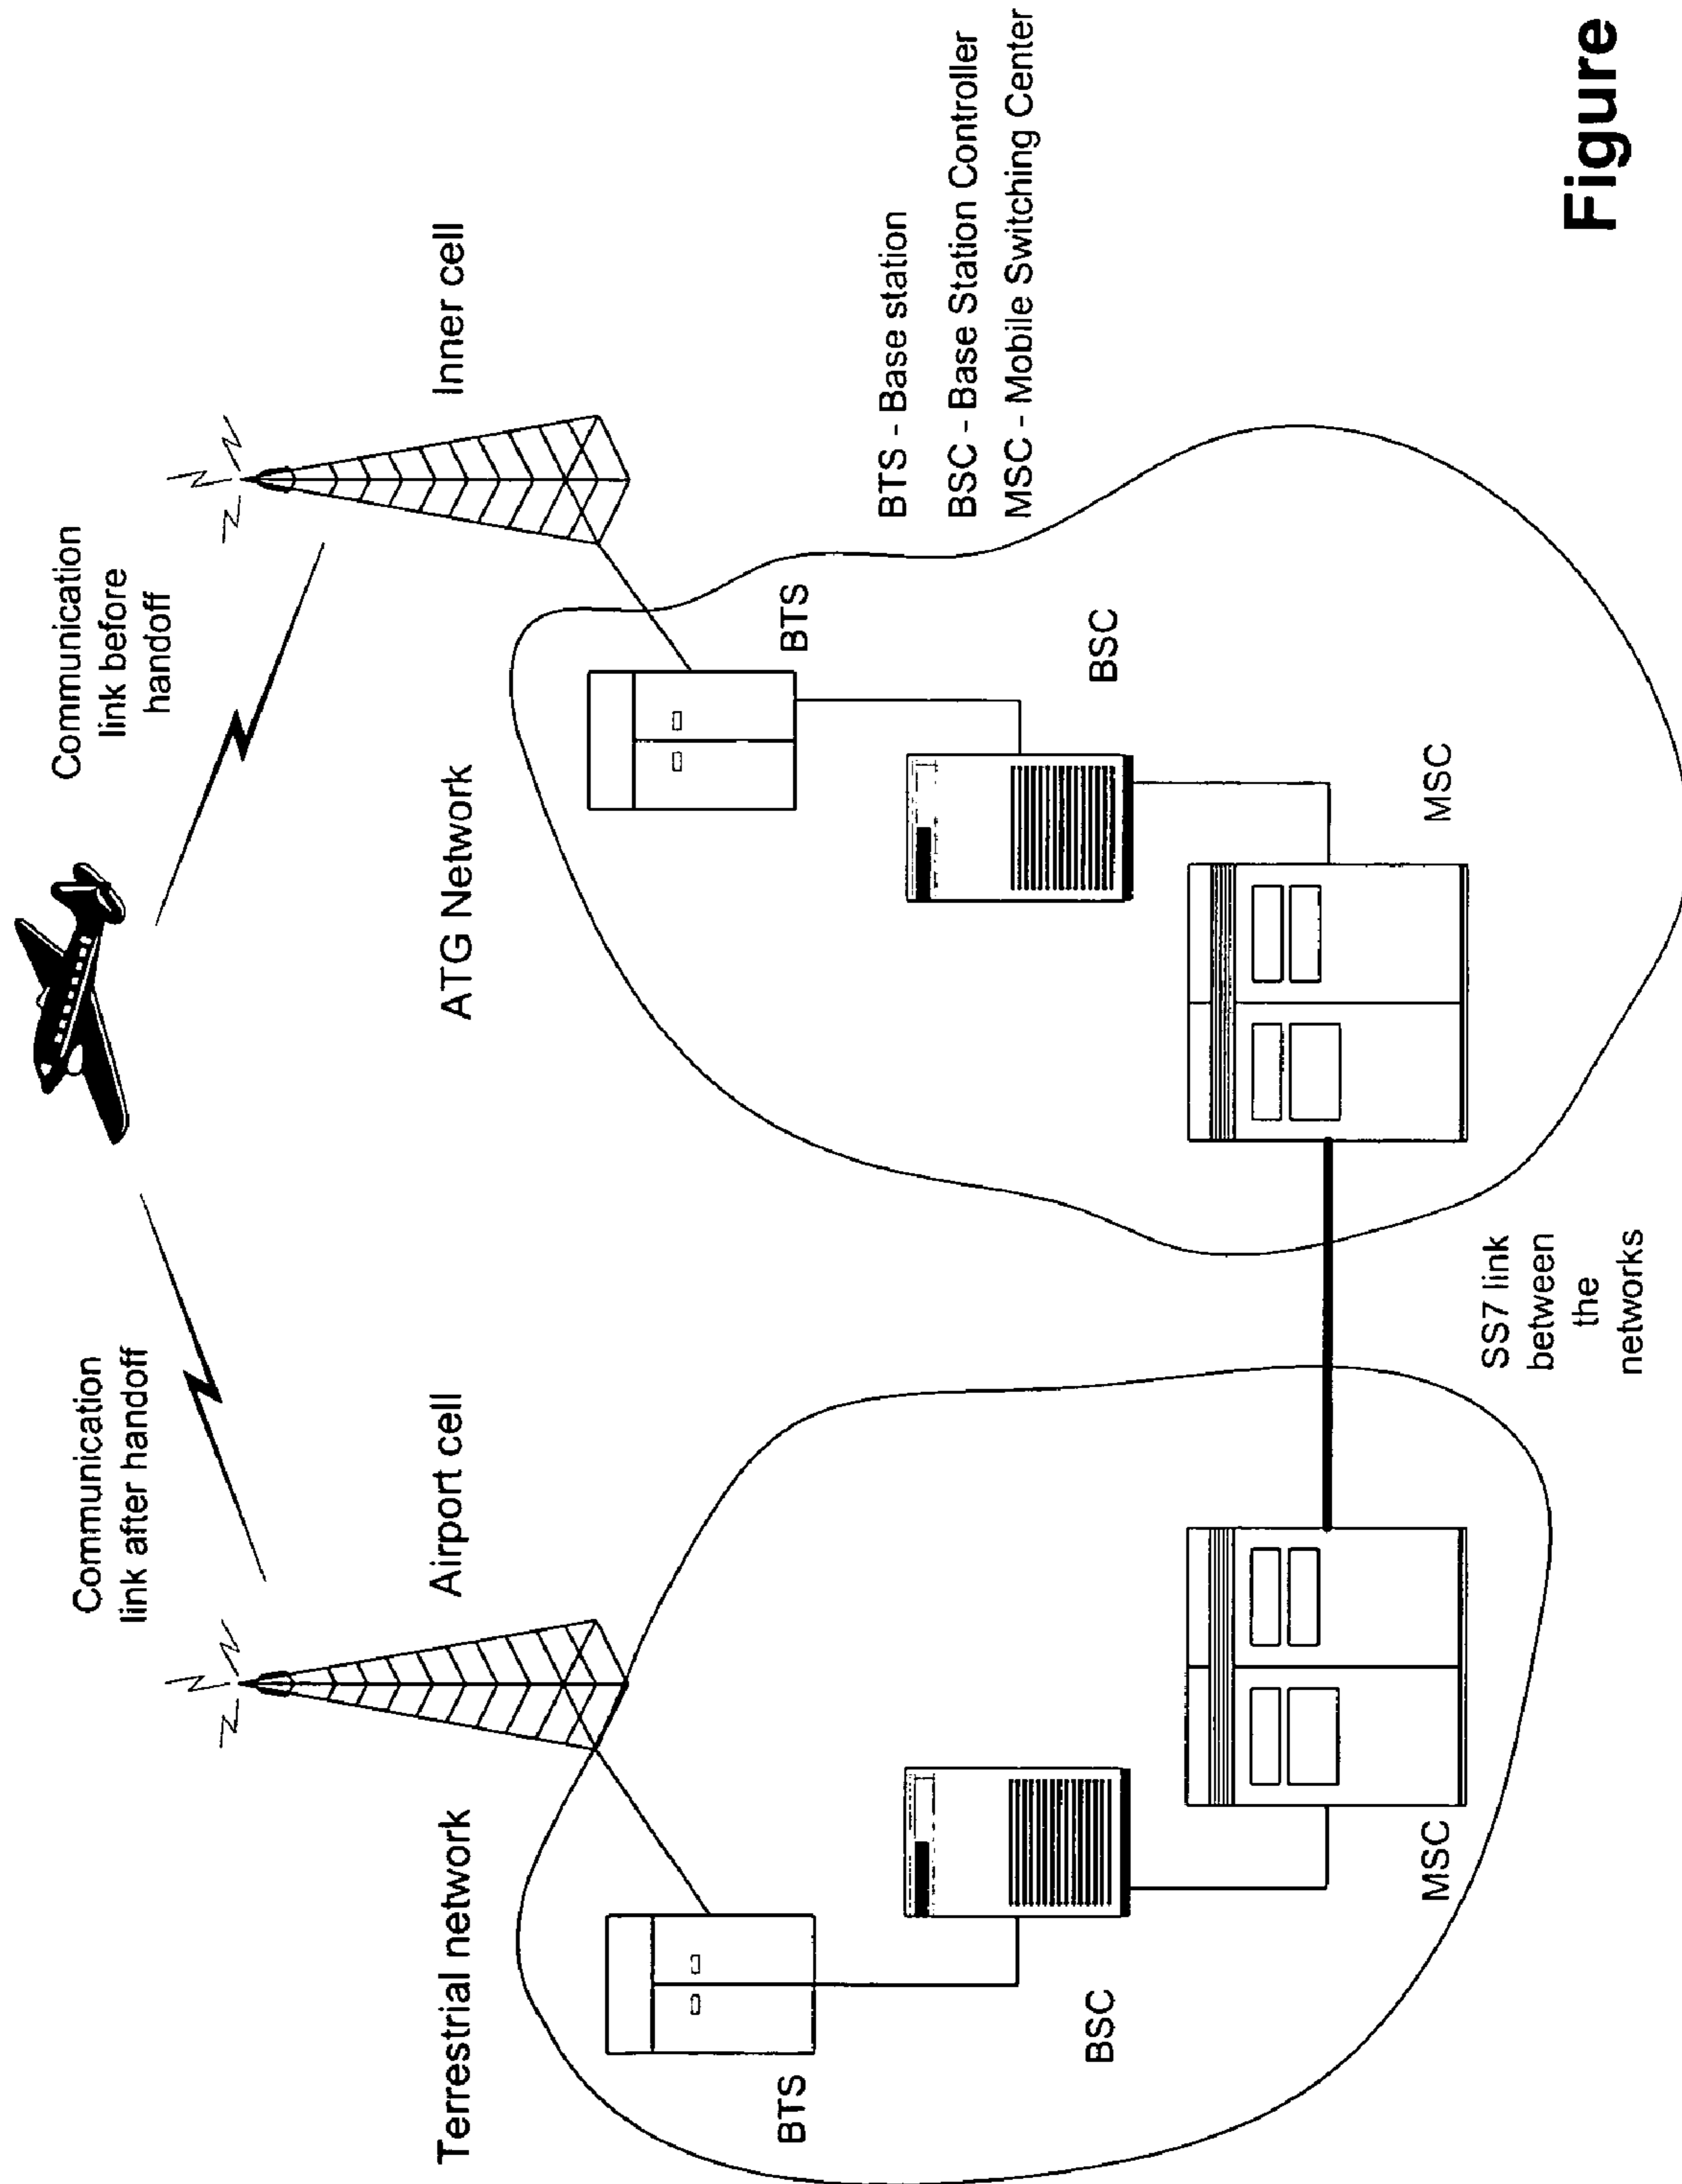 Communication
link after handoff
Communication
link before
handoff
Terrestrial network
Airport cell
ATG Network
Inner cell
BTS
BTS
BTS - Base station
BSC - Base Station Controller
MSC - Mobile Switching Center
BSC
BSC
MSC
MSC
SS7 link
between
the
networks
Figure